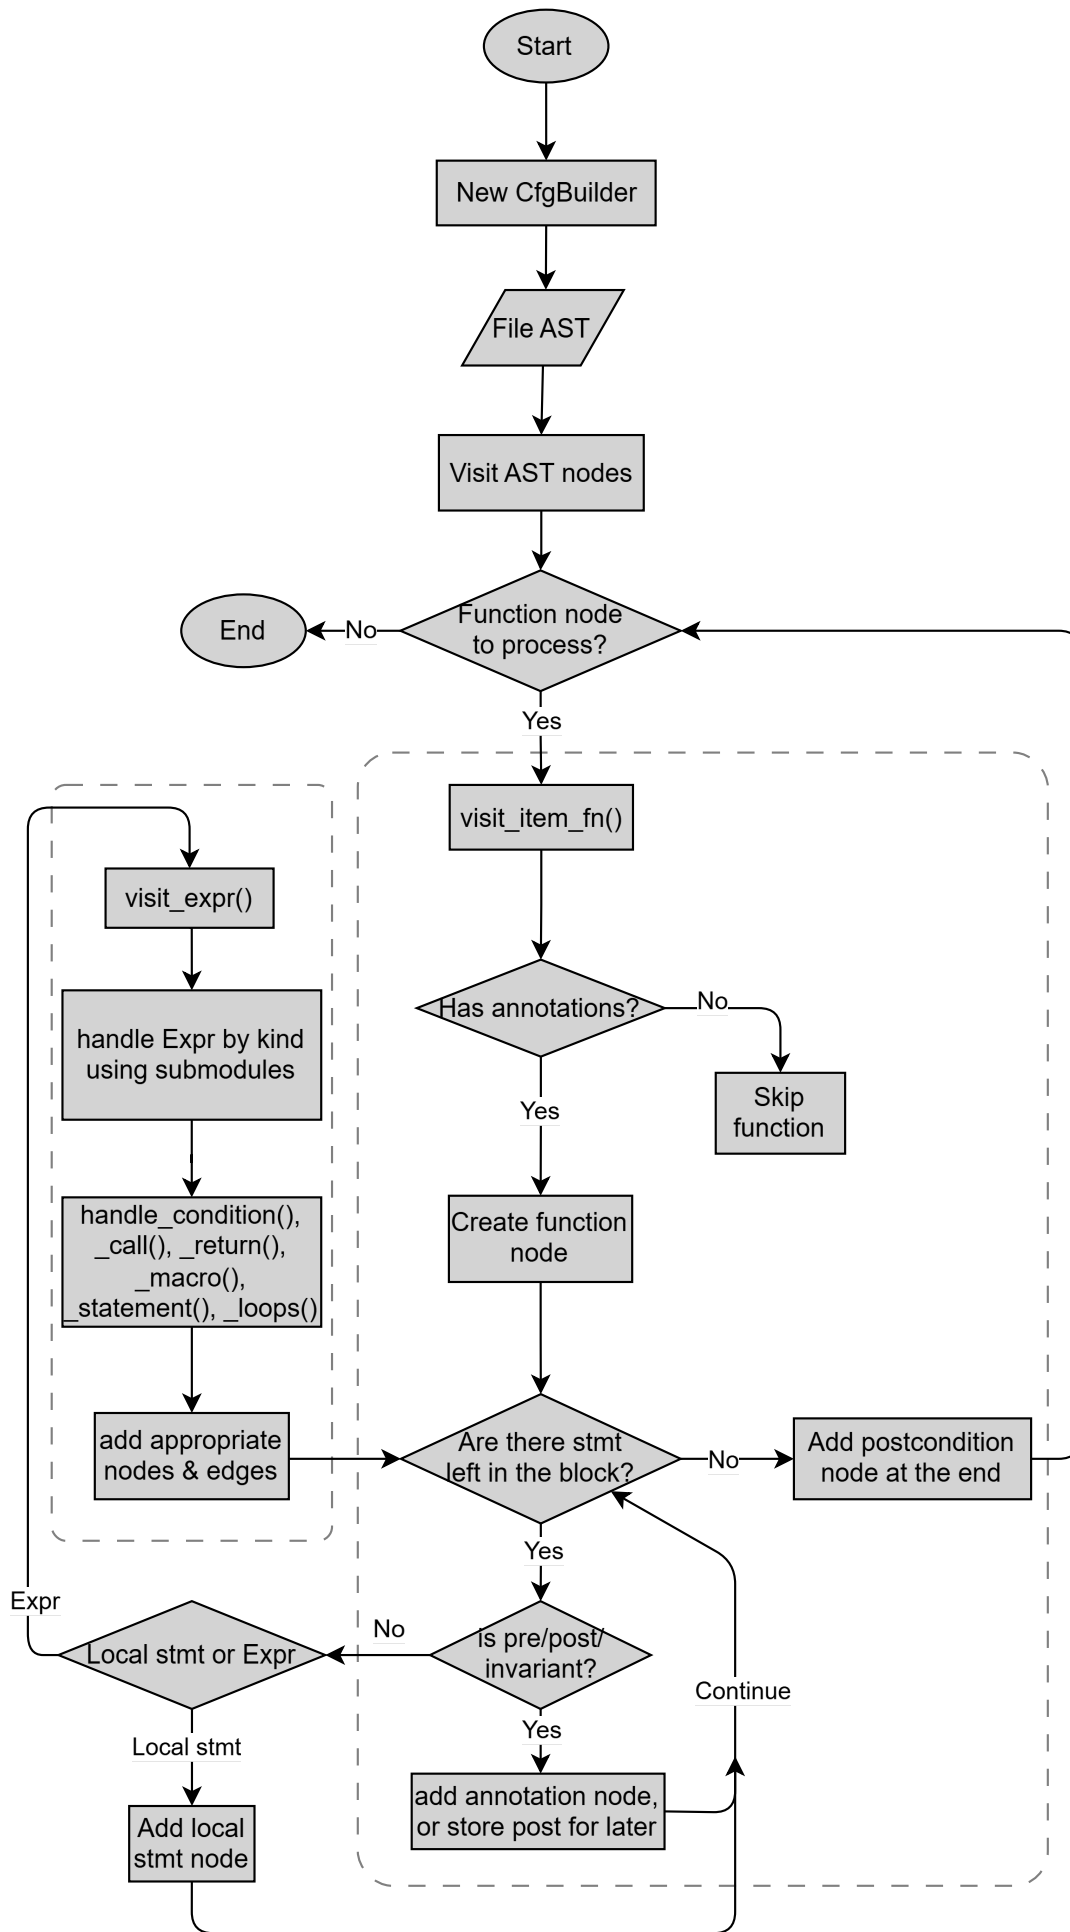 Start
New CfgBuilder
File AST
Visit AST nodes
Function node
to process?
No
End
Yes
visit_item_fn()
visit_expr()
Has annotations?
No
Skip
function
handle Expr by kind
using submodules
Yes
Create function
node
handle_condition(),
_call(), _return(),
_macro(),
_statement(), _loops()
add appropriate
nodes & edges
Are there stmt
left in the block?
No
Add postcondition
node at the end
Yes
is pre/post/
invariant?
No
Local stmt or Expr
Expr
Continue
Yes
Local stmt
add annotation node,
or store post for later
Add local
stmt node